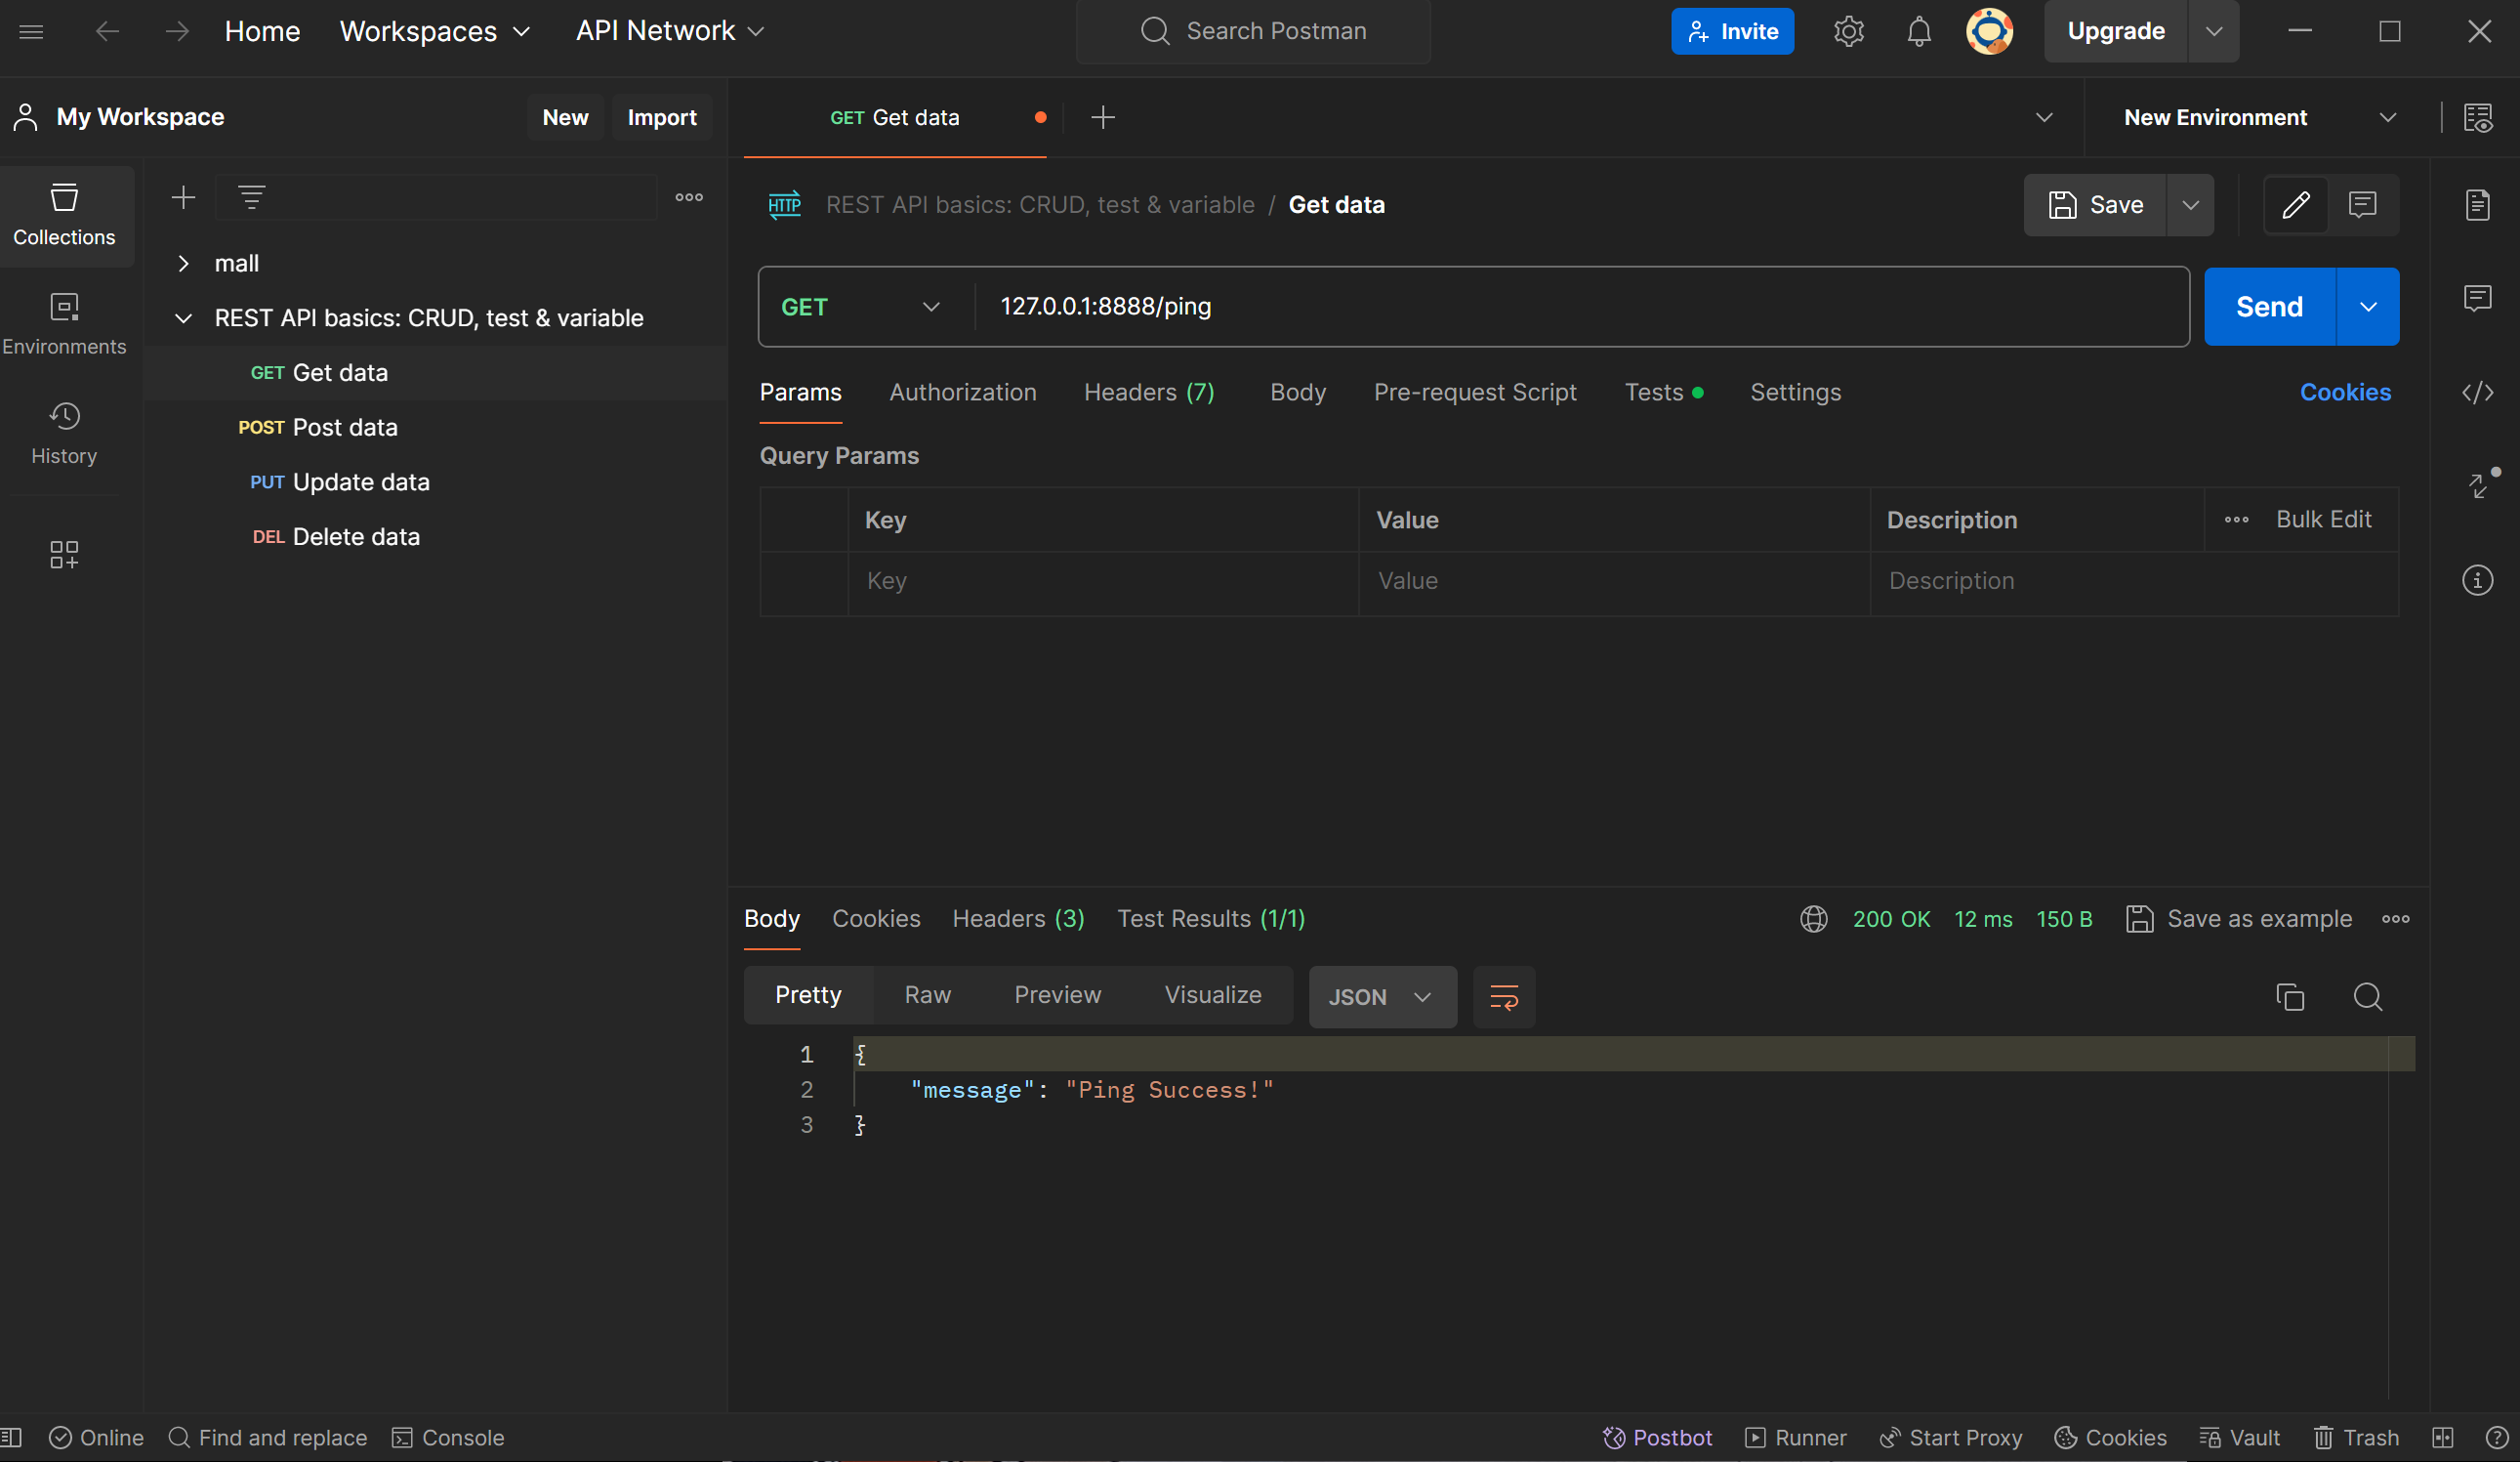 Home Workspaces API Network Search Postman Invite Upgrade
My Workspace New Import GET Get data New Environment
Collections
Environments
History
mall
REST API basics: CRUD, test & variable
GET Get data
POST Post data
PUT Update data
DEL Delete data
HTTP REST API basics: CRUD, test & variable / Get data Save
GET 127.0.0.1:8888/ping Send
Params Authorization Headers (7) Body Pre-request Script Tests Settings Cookies
Query Params
Key Value Description Bulk Edit
Key Value Description
Body Cookies Headers (3) Test Results (1/1) 200 OK 12 ms 150 B Save as example
Pretty Raw Preview Visualize JSON
1 {
2 "message": "Ping Success!"
3 }
Online Find and replace Console Postbot Runner Start Proxy Cookies Vault Trash